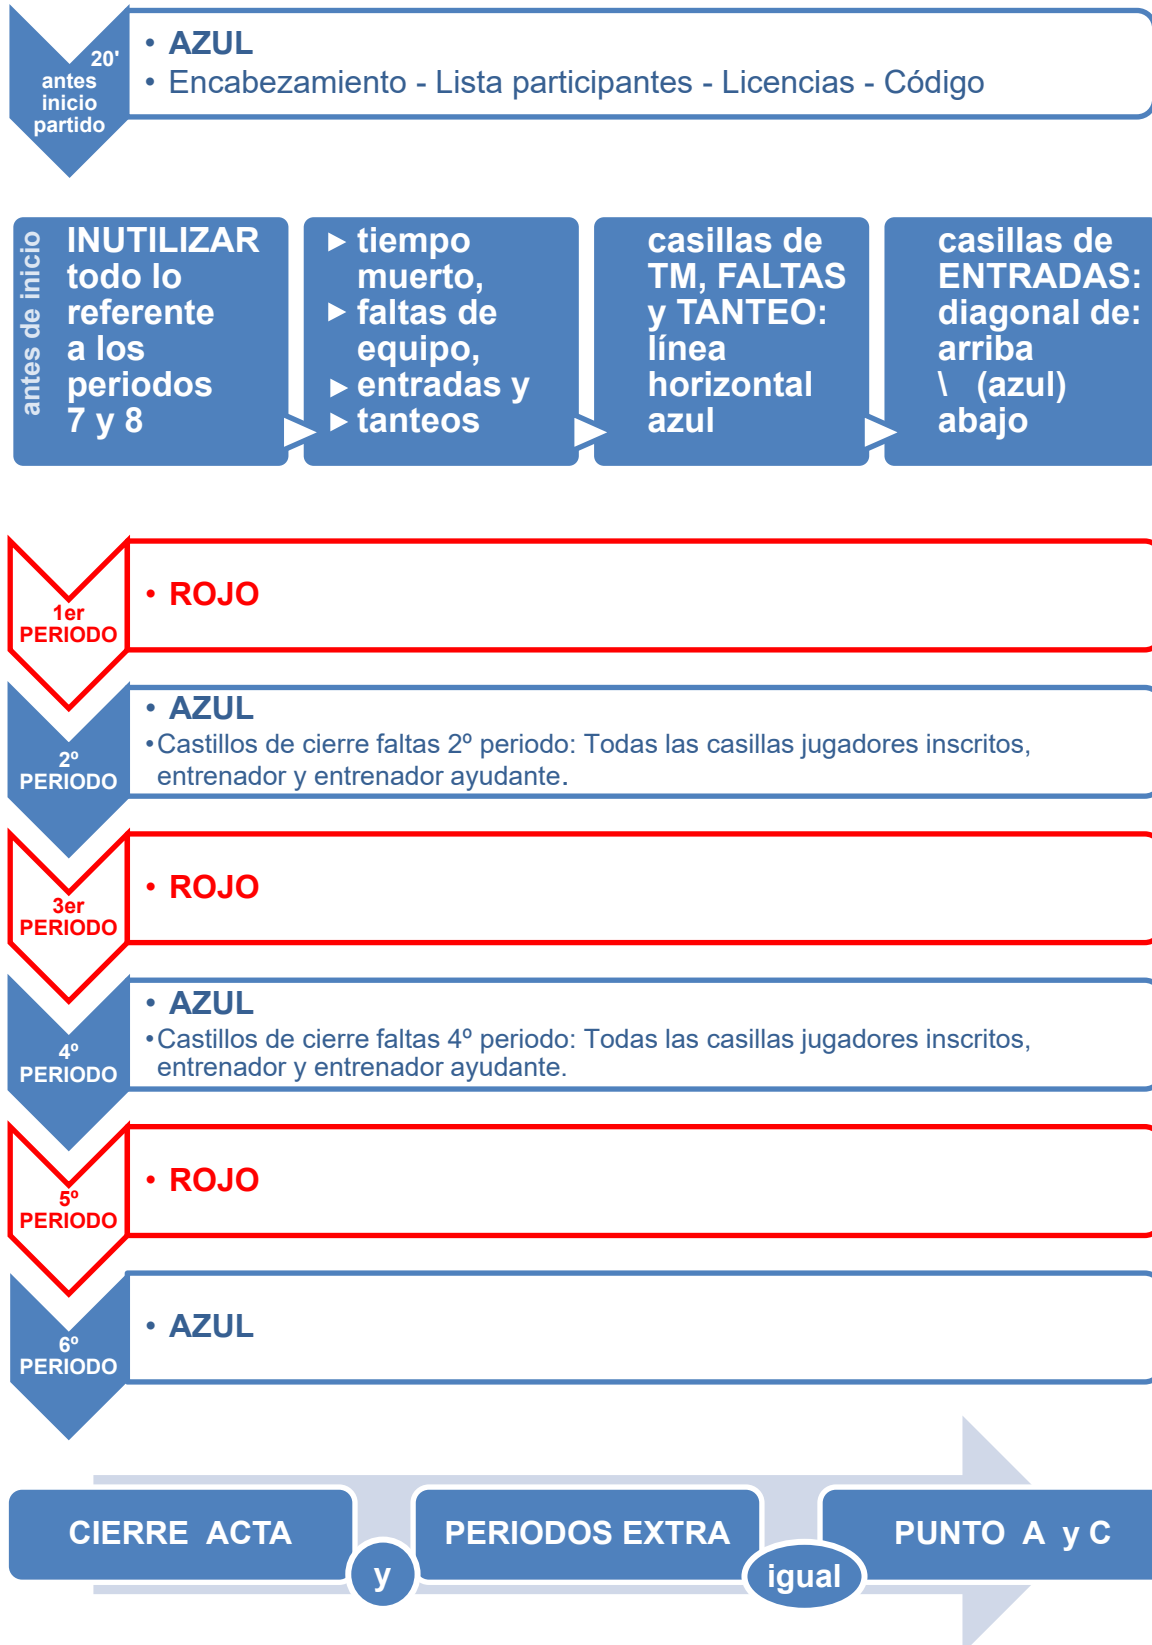 20'
antes
inicio
partido
• AZUL
• Encabezamiento - Lista participantes - Licencias - Código
antes de inicio
INUTILIZAR
todo lo
referente
a los
periodos
7 y 8
► tiempo
muerto,
► faltas de
equipo,
► entradas y
► tanteos
casillas de
TM, FALTAS
y TANTEO:
línea
horizontal
azul
casillas de
ENTRADAS:
diagonal de:
arriba
\ (azul)
abajo
1er
PERIODO
• ROJO
2º
PERIODO
• AZUL
•Castillos de cierre faltas 2º periodo: Todas las casillas jugadores inscritos,
entrenador y entrenador ayudante.
3er
PERIODO
• ROJO
4º
PERIODO
• AZUL
•Castillos de cierre faltas 4º periodo: Todas las casillas jugadores inscritos,
entrenador y entrenador ayudante.
5º
PERIODO
• ROJO
6º
PERIODO
• AZUL
CIERRE ACTA
y
PERIODOS EXTRA
igual
PUNTO A y C